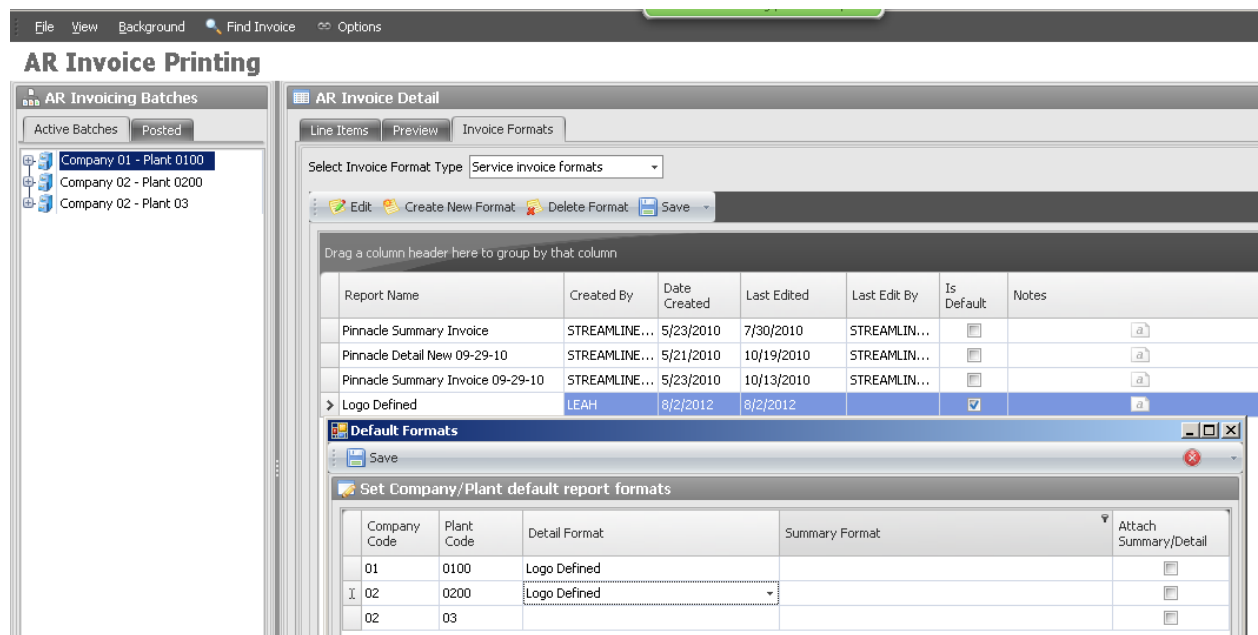 File View Background Find Invoice Options
AR Invoice Printing
AR Invoicing Batches
Active Batches Posted
Company 01 - Plant 0100
Company 02 - Plant 0200
Company 02 - Plant 03
AR Invoice Detail
Line Items Preview Invoice Formats
Select Invoice Format Type Service invoice formats
Edit Create New Format Delete Format Save
Drag a column header here to group by that column
Report Name Created By Date Created Last Edited Last Edit By Is Default Notes
Pinnacle Summary Invoice STREAMLINE... 5/23/2010 7/30/2010 STREAMLIN...
Pinnacle Detail New 09-29-10 STREAMLINE... 5/21/2010 10/19/2010 STREAMLIN...
Pinnacle Summary Invoice 09-29-10 STREAMLINE... 5/23/2010 10/13/2010 STREAMLIN...
Logo Defined LEAH 8/2/2012 8/2/2012
Default Formats
Save
Set Company/Plant default report formats
Company Code Plant Code Detail Format Summary Format Attach Summary/Detail
01 0100 Logo Defined
02 0200 Logo Defined
02 03